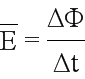 E̅ = ΔΦ / Δt